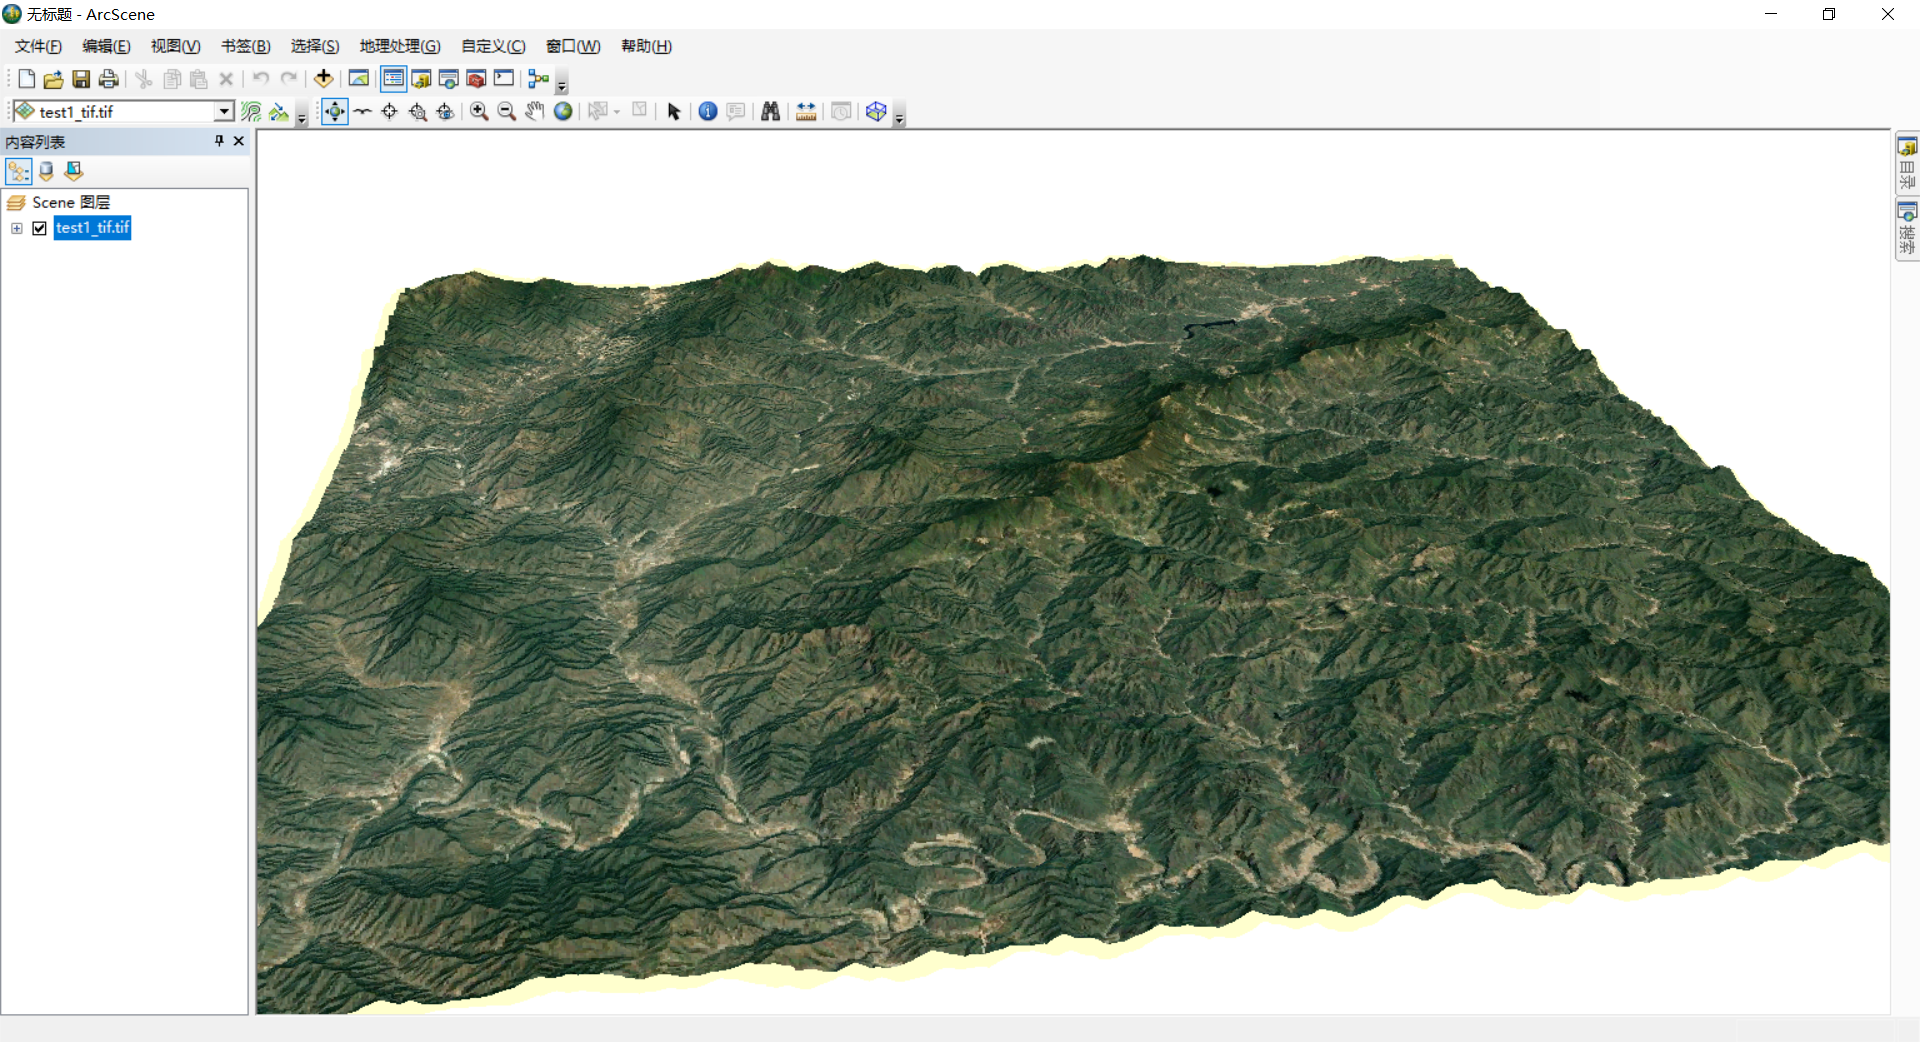 无标题 - ArcScene
文件(F) 编辑(E) 视图(V) 书签(B) 选择(S) 地理处理(G) 自定义(C) 窗口(W) 帮助(H)
test1_tif.tif
内容列表
Scene 图层
test1_tif.tif
目录
搜索